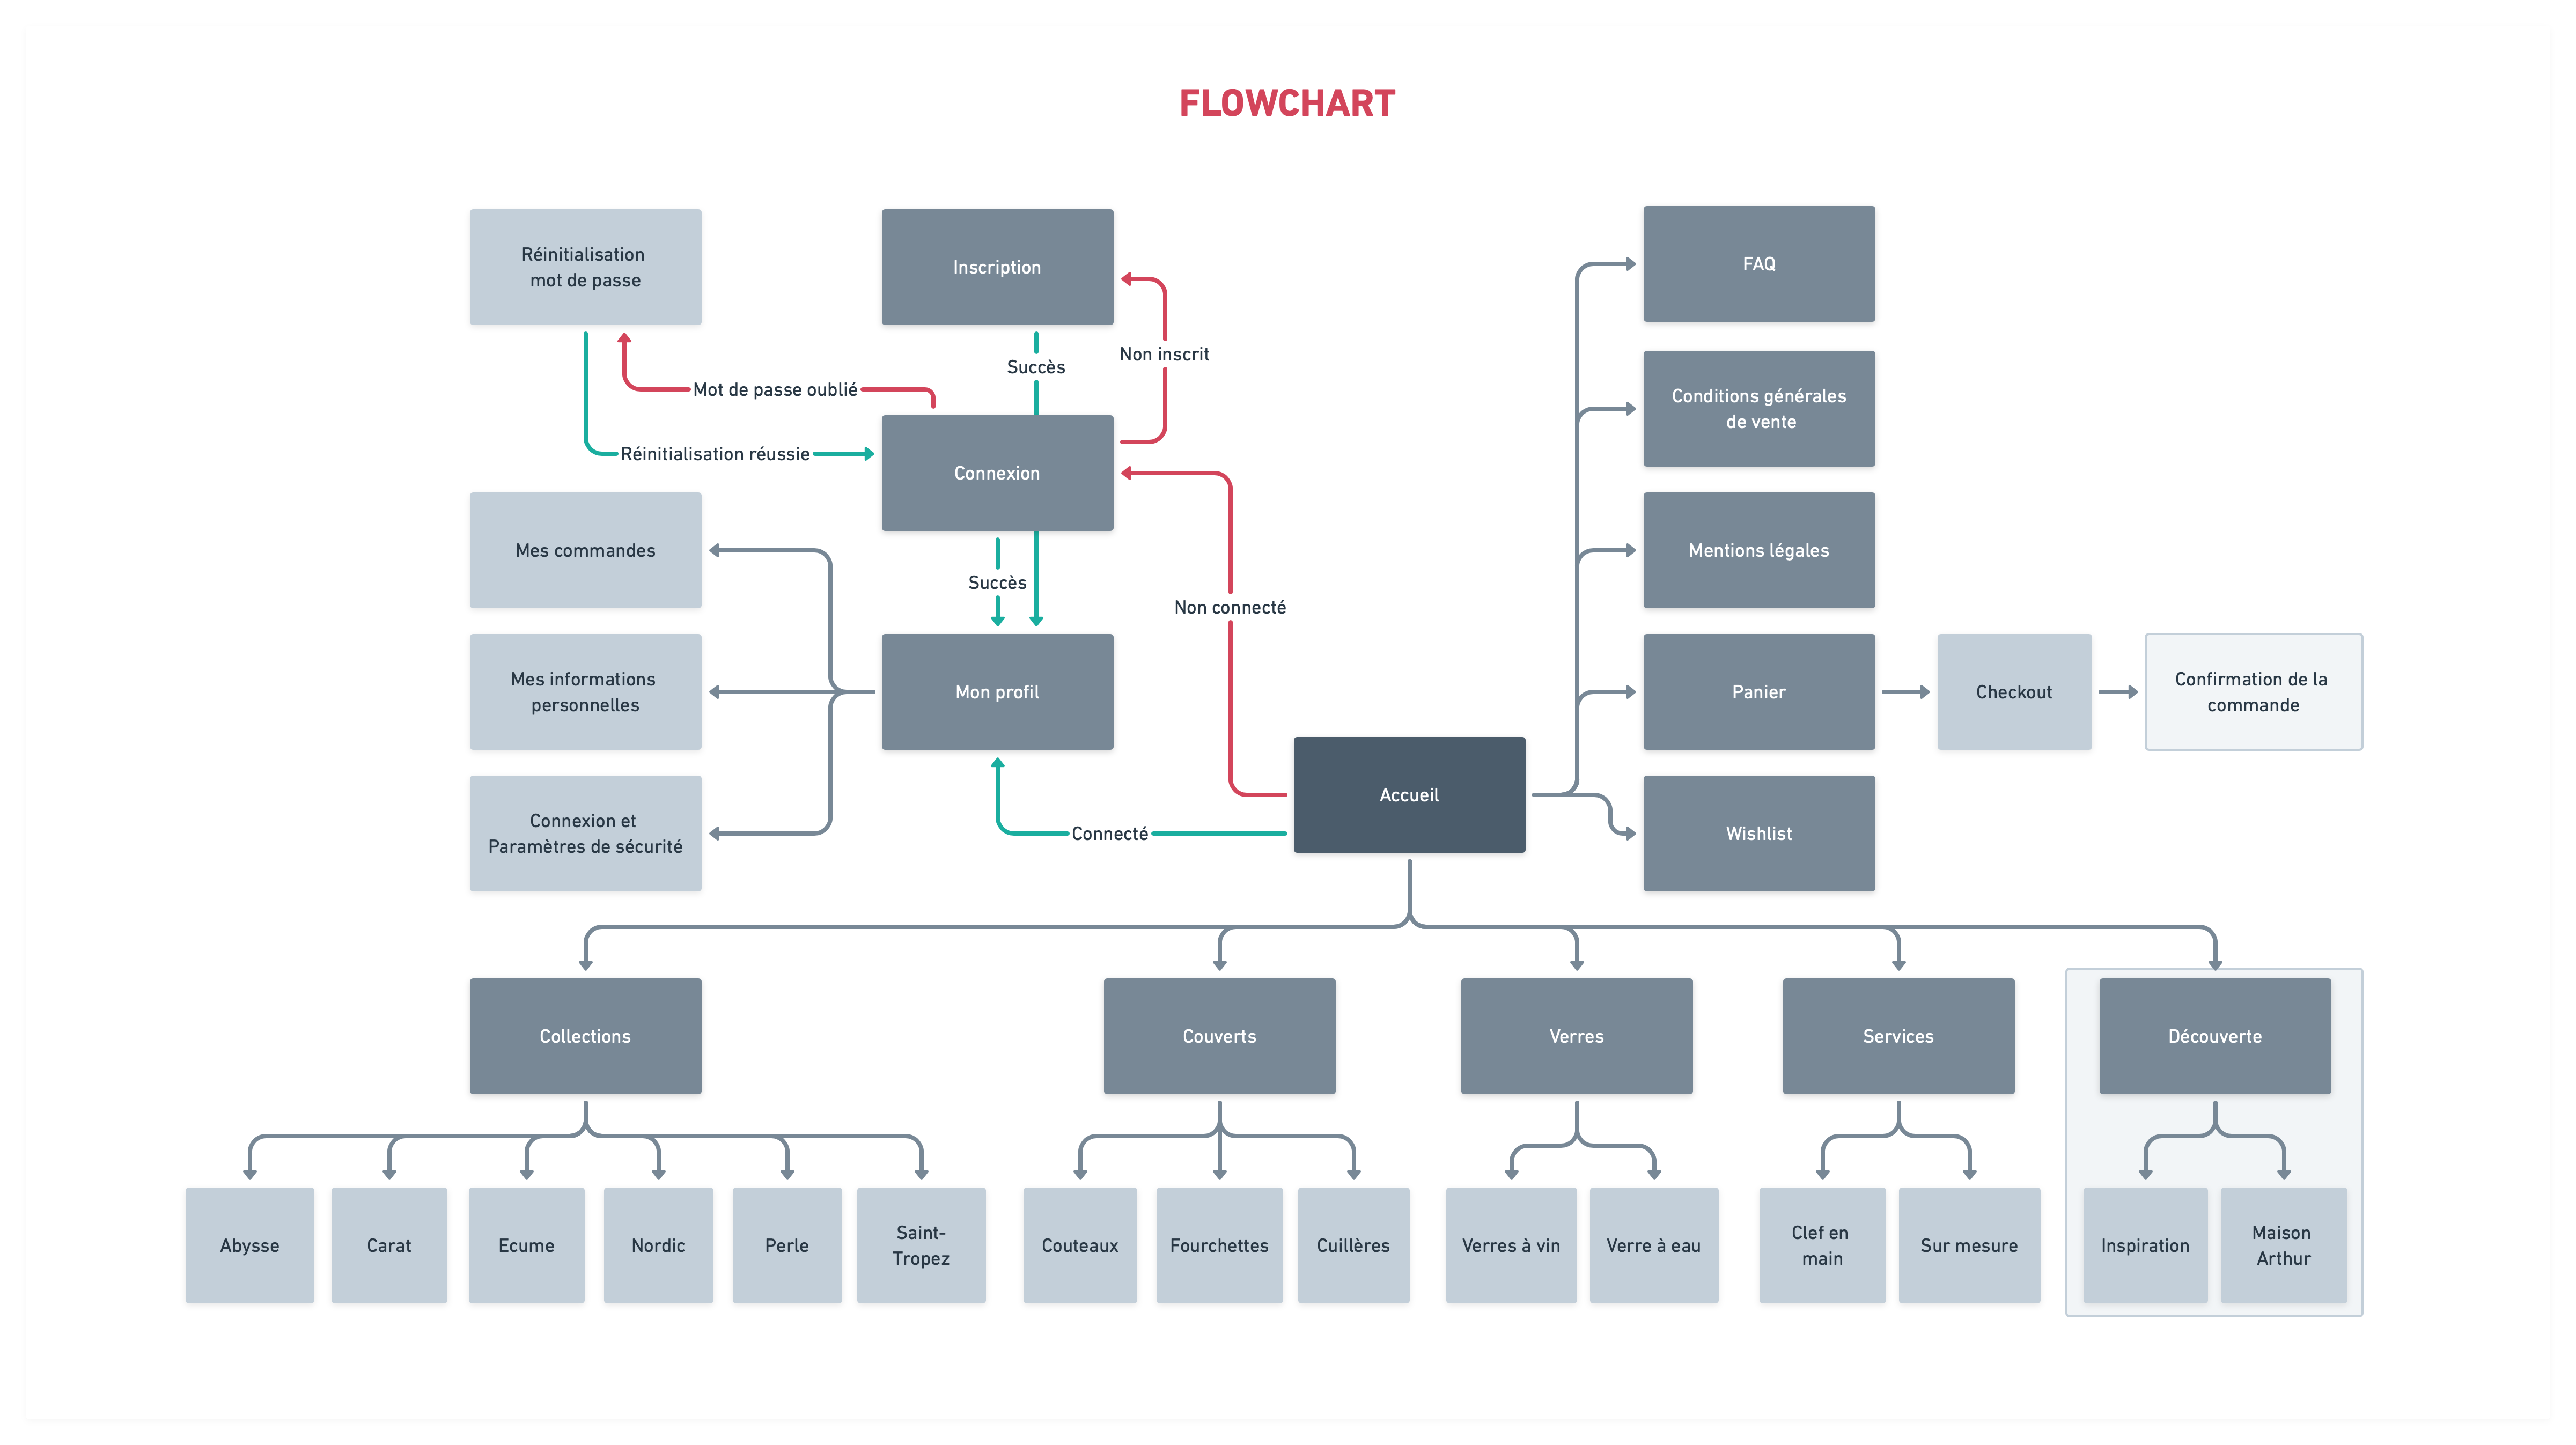 FLOWCHART
Réinitialisation
mot de passe
Inscription
FAQ
Non inscrit
Succès
Mot de passe oublié
Conditions générales
de vente
Réinitialisation réussie
Connexion
Mes commandes
Mentions légales
Succès
Non connecté
Mes informations
personnelles
Mon profil
Panier
Checkout
Confirmation de la
commande
Accueil
Connexion et
Paramètres de sécurité
Connecté
Wishlist
Collections
Couverts
Verres
Services
Découverte
Abysse
Carat
Ecume
Nordic
Perle
Saint-
Tropez
Couteaux
Fourchettes
Cuillères
Verres à vin
Verre à eau
Clef en
main
Sur mesure
Inspiration
Maison
Arthur